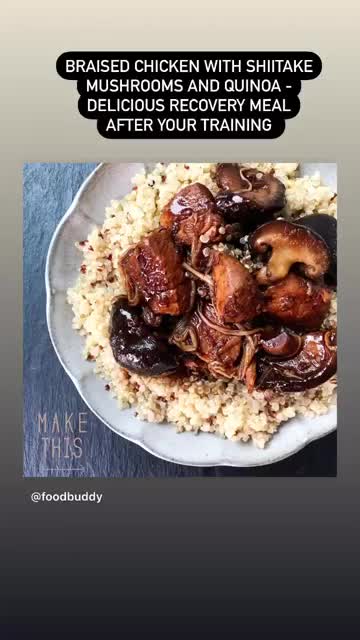 BRAISED CHICKEN WITH SHIITAKE
MUSHROOMS AND QUINOA -
DELICIOUS RECOVERY MEAL
AFTER YOUR TRAINING
MAKE
THIS
@foodbuddy